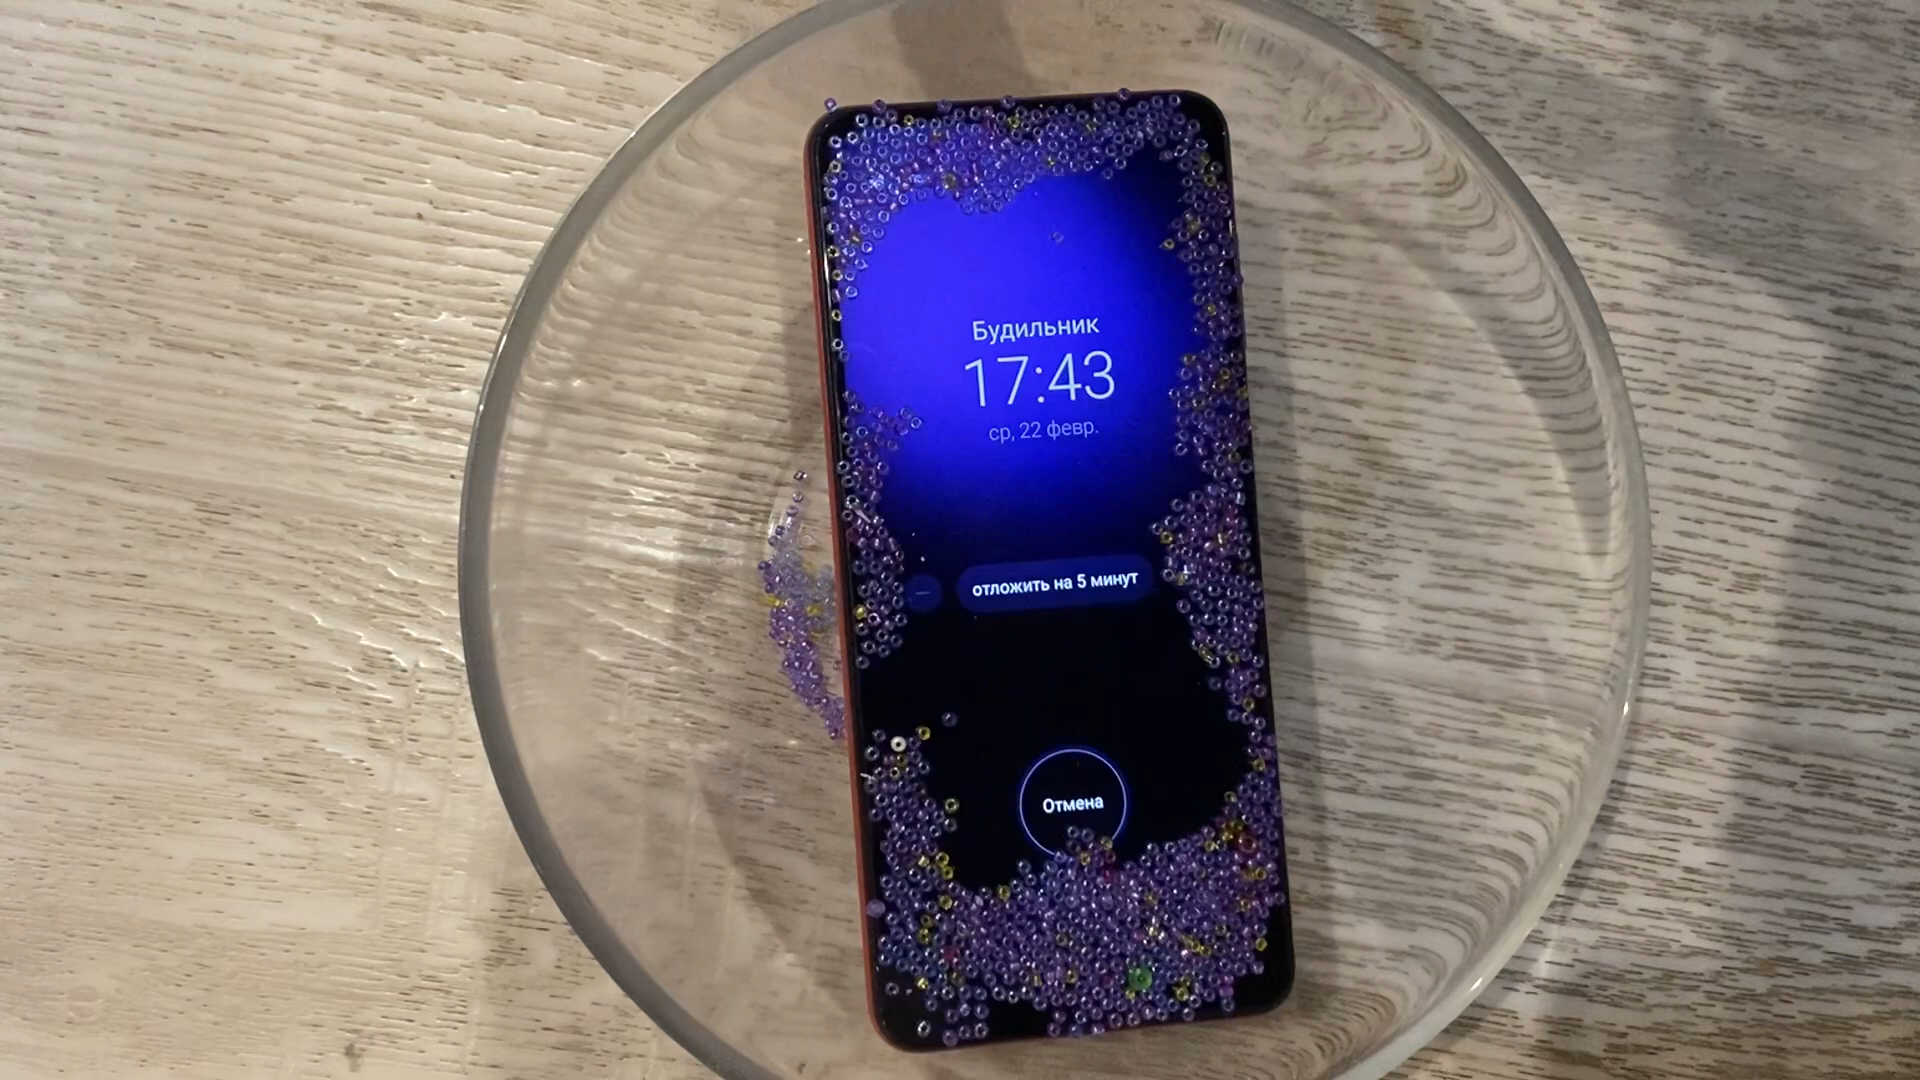 Будильник
17:43
ср, 22 февр.
отложить на 5 минут
Отмена